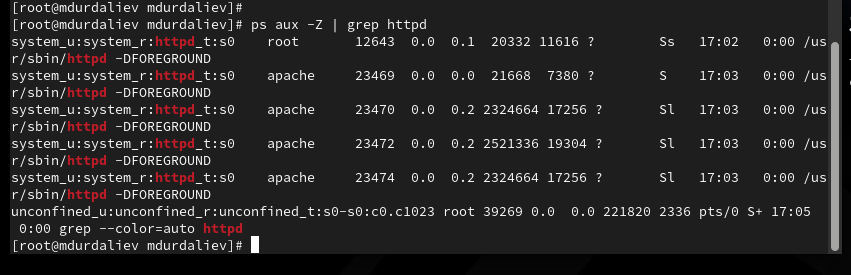 [root@mdurdaliev mdurdaliev]#
[root@mdurdaliev mdurdaliev]# ps aux -Z | grep httpd
system_u:system_r:httpd_t:s0    root       12643  0.0  0.1  20332 11616 ?        Ss   17:02   0:00 /us
r/sbin/httpd -DFOREGROUND
system_u:system_r:httpd_t:s0    apache     23469  0.0  0.0  21668  7380 ?        S    17:03   0:00 /us
r/sbin/httpd -DFOREGROUND
system_u:system_r:httpd_t:s0    apache     23470  0.0  0.2 2324664 17256 ?       Sl   17:03   0:00 /us
r/sbin/httpd -DFOREGROUND
system_u:system_r:httpd_t:s0    apache     23472  0.0  0.2 2521336 19304 ?       Sl   17:03   0:00 /us
r/sbin/httpd -DFOREGROUND
system_u:system_r:httpd_t:s0    apache     23474  0.0  0.2 2324664 17256 ?       Sl   17:03   0:00 /us
r/sbin/httpd -DFOREGROUND
unconfined_u:unconfined_r:unconfined_t:s0-s0:c0.c1023 root 39269 0.0  0.0 221820 2336 pts/0 S+ 17:05
 0:00 grep --color=auto httpd
[root@mdurdaliev mdurdaliev]#